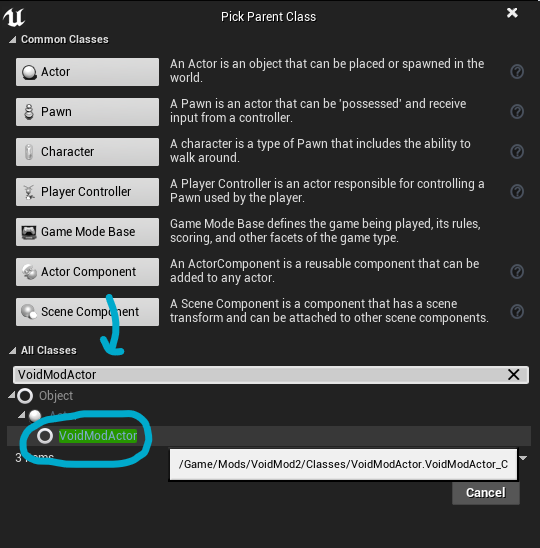 Pick Parent Class
Common Classes
Actor
An Actor is an object that can be placed or spawned in the
world.
Pawn
A Pawn is an actor that can be 'possessed' and receive
input from a controller.
Character
A character is a type of Pawn that includes the ability to
walk around.
Player Controller
A Player Controller is an actor responsible for controlling a
Pawn used by the player.
Game Mode Base
Game Mode Base defines the game being played, its rules,
scoring, and other facets of the game type.
Actor Component
An ActorComponent is a reusable component that can be
added to any actor.
Scene Component
A Scene Component is a component that has a scene
transform and can be attached to other scene components.
All Classes
VoidModActor
Object
Actor
VoidModActor
3 items
/Game/Mods/VoidMod2/Classes/VoidModActor.VoidModActor_C
Cancel